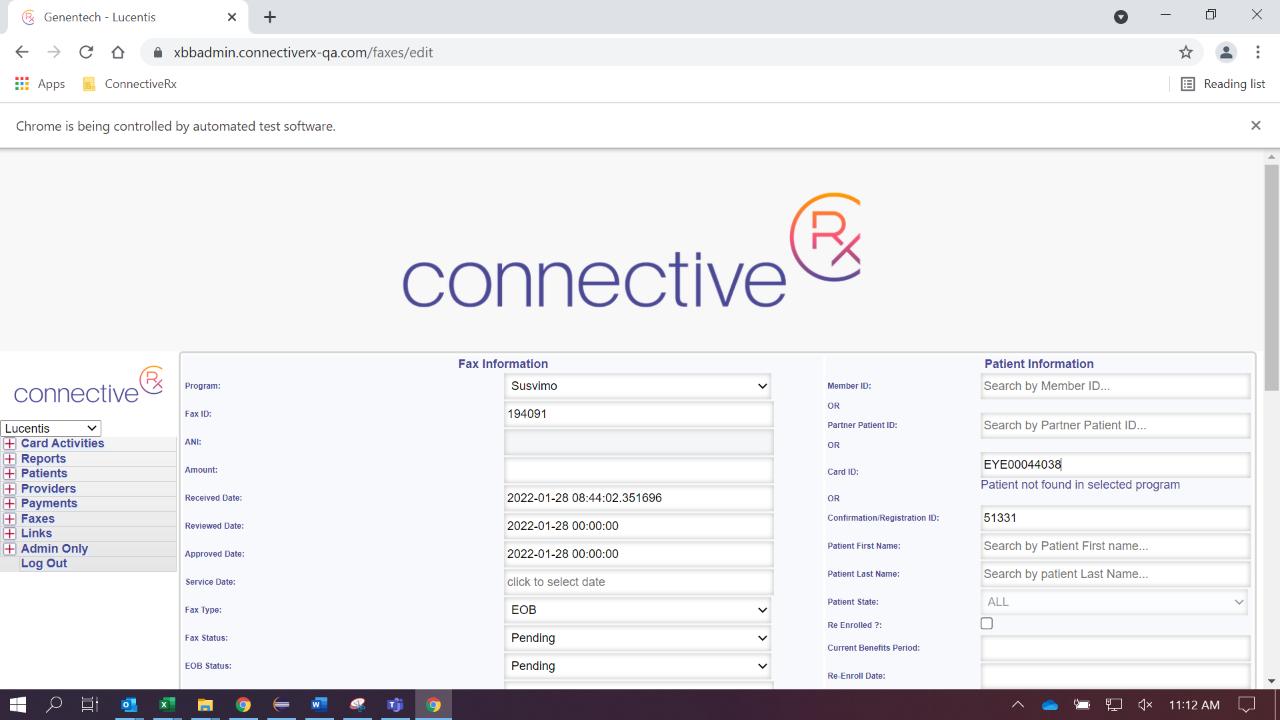 Genentech - Lucentis
xbbadmin.connectiverx-qa.com/faxes/edit
Apps
ConnectiveRx
Reading list
Chrome is being controlled by automated test software.
connective Rx
connective Rx
Lucentis
Card Activities
Reports
Patients
Providers
Payments
Faxes
Links
Admin Only
Log Out
Fax Information
Program: Susvimo
Fax ID: 194091
ANI:
Amount:
Received Date: 2022-01-28 08:44:02.351696
Reviewed Date: 2022-01-28 00:00:00
Approved Date: 2022-01-28 00:00:00
Service Date: click to select date
Fax Type: EOB
Fax Status: Pending
EOB Status: Pending
Patient Information
Member ID: Search by Member ID...
OR
Partner Patient ID: Search by Partner Patient ID...
OR
Card ID: EYE00044038
Patient not found in selected program
OR
Confirmation/Registration ID: 51331
Patient First Name: Search by Patient First name...
Patient Last Name: Search by patient Last Name...
Patient State: ALL
Re Enrolled ?:
Current Benefits Period:
Re-Enroll Date:
11:12 AM